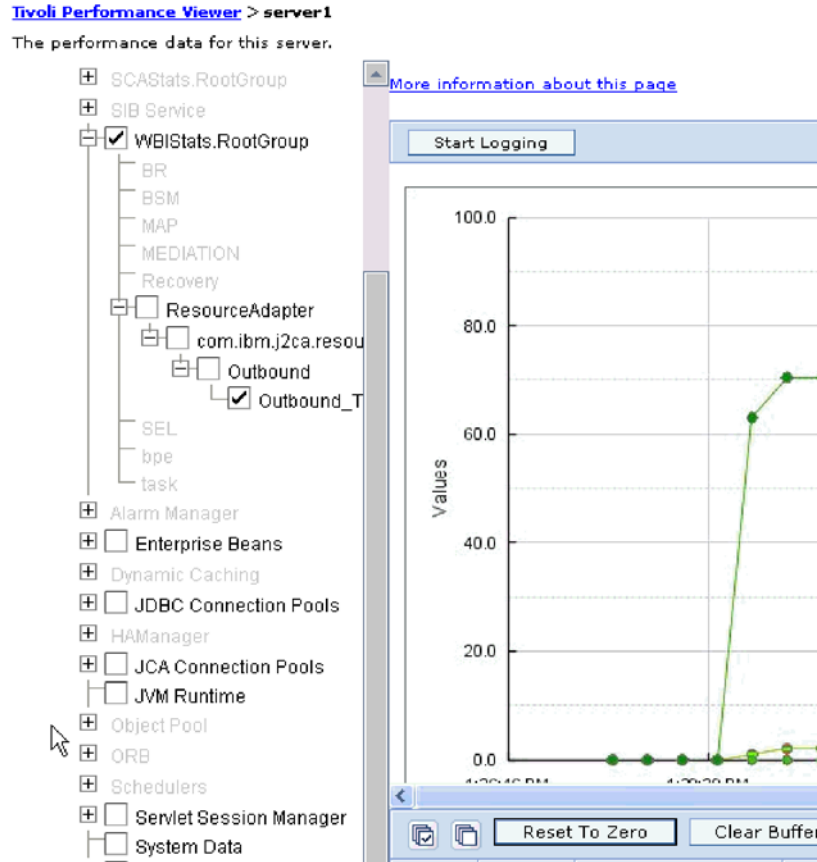 Tivoli Performance Viewer > server1
The performance data for this server.
SCAStats.RootGroup
SIB Service
WBIStats.RootGroup
BR
BSM
MAP
MEDIATION
Recovery
ResourceAdapter
com.ibm.j2ca.resou
Outbound
Outbound_T
SEL
bpe
task
Alarm Manager
Enterprise Beans
Dynamic Caching
JDBC Connection Pools
HAManager
JCA Connection Pools
JVM Runtime
Object Pool
ORB
Schedulers
Servlet Session Manager
System Data
More information about this page
Start Logging
100.0
80.0
60.0
40.0
20.0
0.0
Values
Reset To Zero Clear Buffer